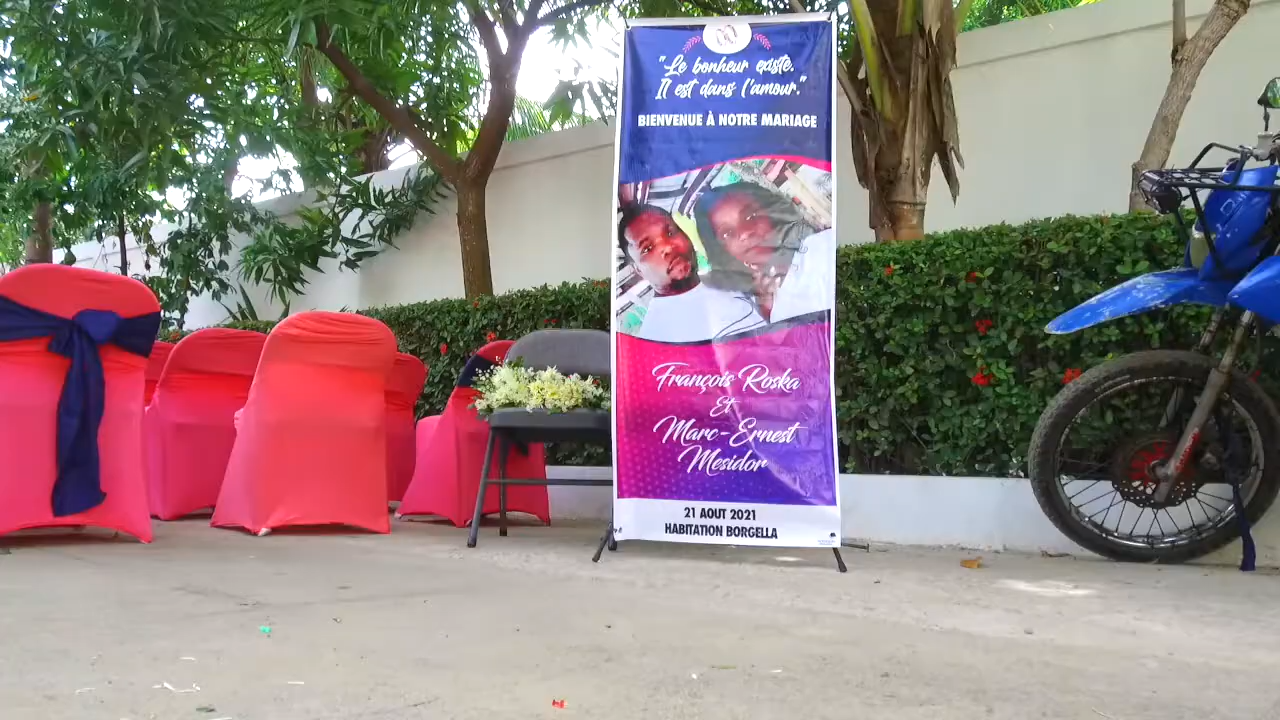 "Le bonheur existe.
Il est dans l'amour."
BIENVENUE À NOTRE MARIAGE
François Roska
Et
Marc-Ernest
Mesidor
21 AOUT 2021
HABITATION BORGELLA